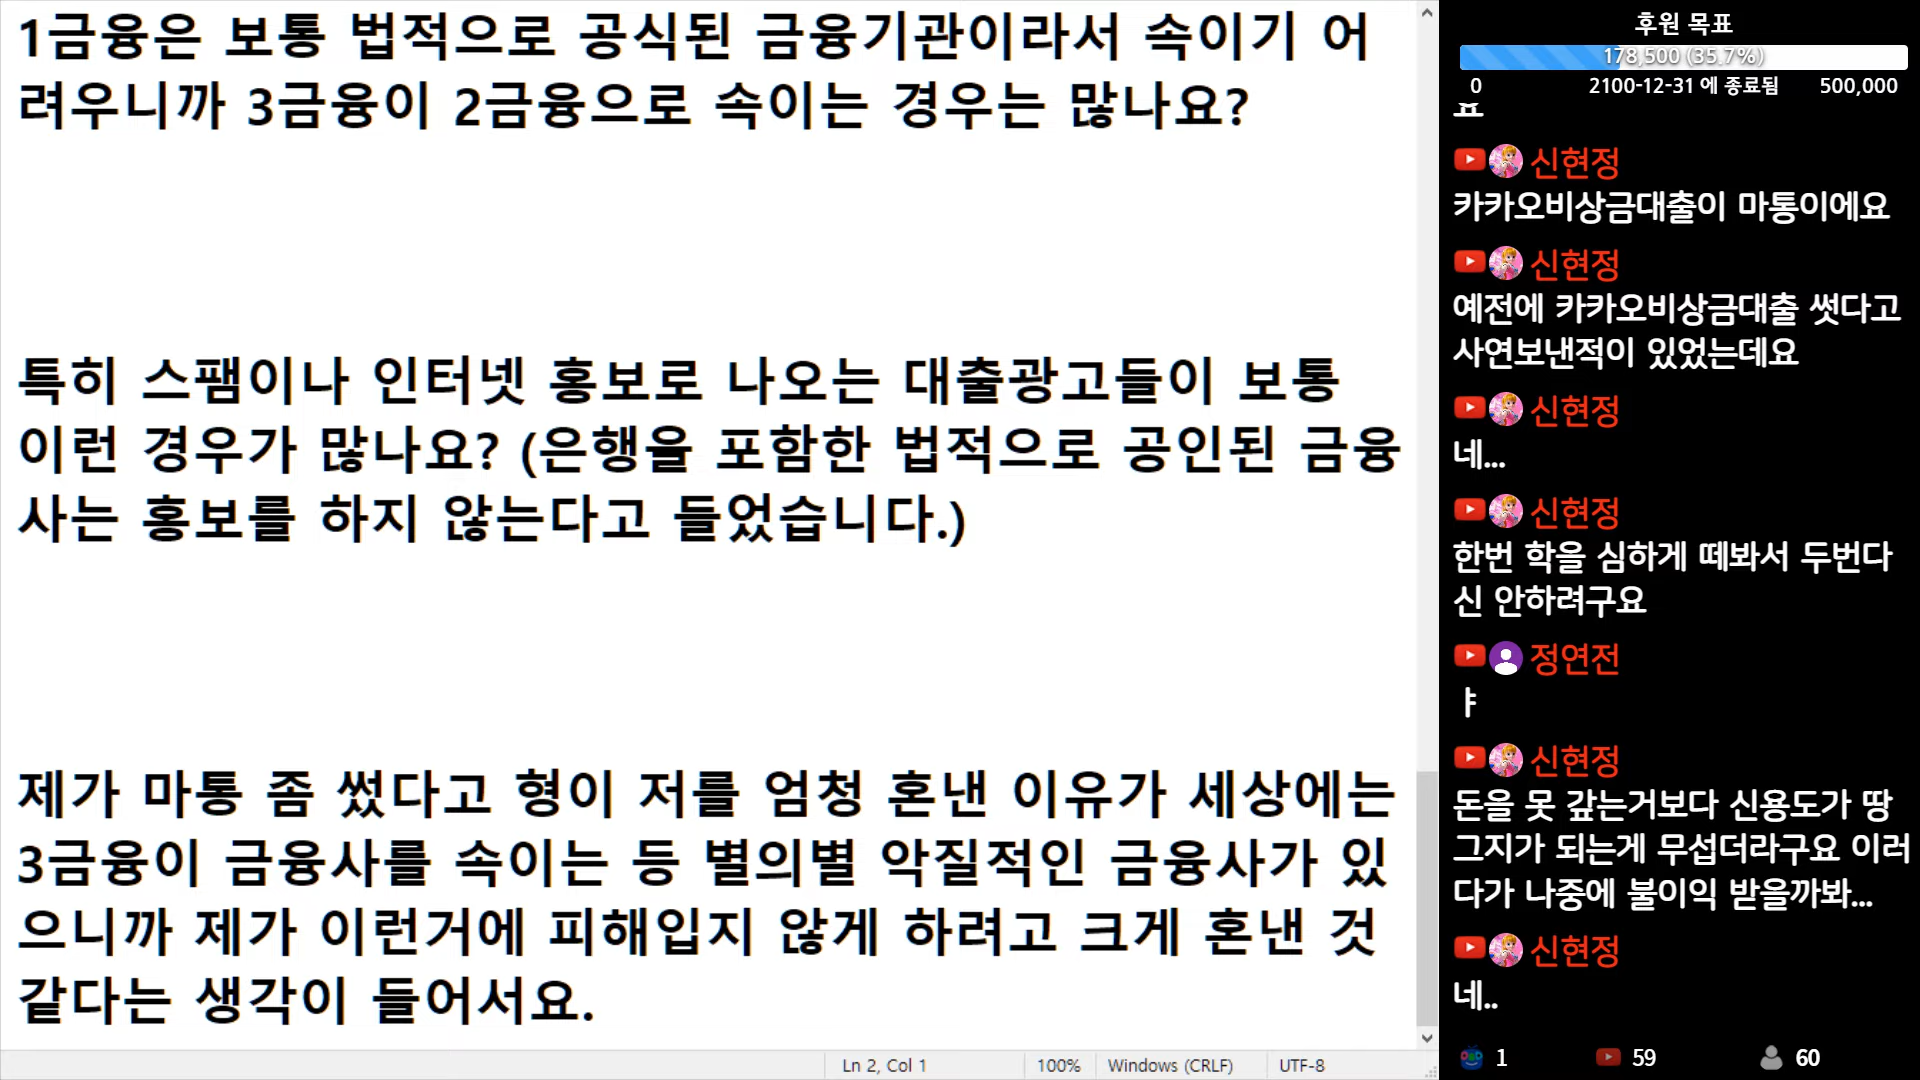 1금융은 보통 법적으로 공식된 금융기관이라서 속이기 어
려우니까 3금융이 2금융으로 속이는 경우는 많나요?
특히 스팸이나 인터넷 홍보로 나오는 대출광고들이 보통
이런 경우가 많나요? (은행율 포함한 법적으로 공인된 금융
사는 홍보를 하지 않는다고 들었습니다.)
제가 마통 좀 썼다고 형이 저를 엄청 혼낸 이유가 세상에는
3금융이 금융사를 속이는 등 별의별 악질적인 금융사가 있
으니까 제가 이런거에 피해입지 않게 하려고 크게 혼낸 것
같다는 생각이 들어서요.
Ln 2, Col 1
100%
Windows (CRLF)
UTF-8
후원 목표
178,500 (35.7%)
0 2100-12-31 에 종료됨 500,000
요
신현정
카카오비상금대출이 마통이에요
신현정
예전에 카카오비상금대출 썻다고
사연보낸적이 있었는데요
신현정
네...
신현정
한번 학을 심하게 떼봐서 두번다
신 안하려구요
정연전
ㅑ
신현정
돈을 못 갚는거보다 신용도가 땅
그지가 되는게 무섭더라구요 이러
다가 나중에 불이익 받을까봐...
신현정
네..
1 59 60